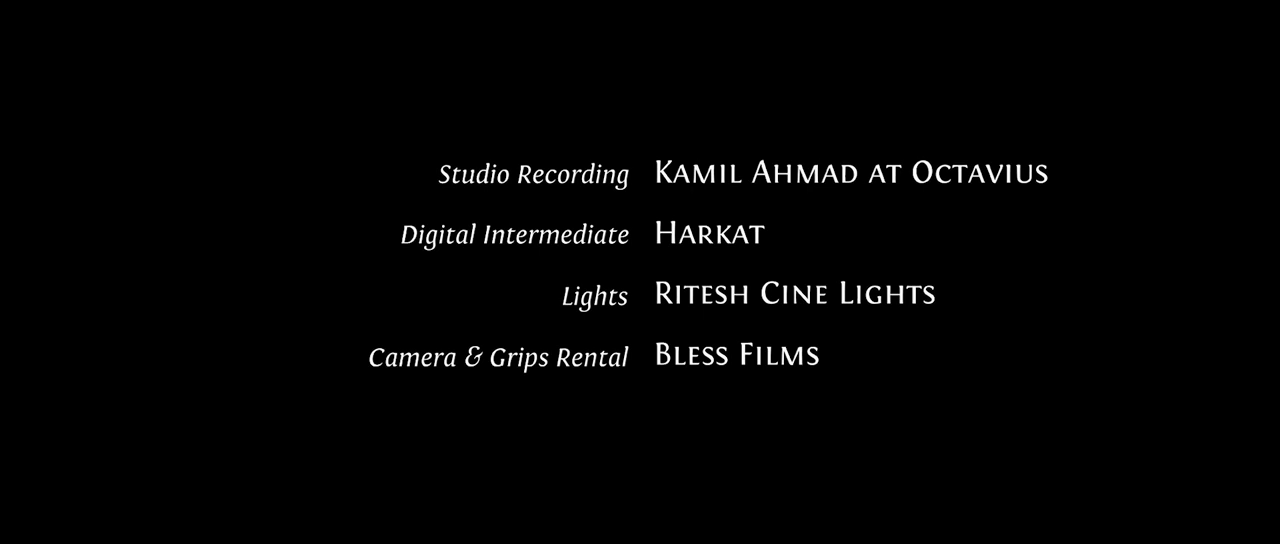 Studio Recording Kamil Ahmad at Octavius
Digital Intermediate Harkat
Lights Ritesh Cine Lights
Camera & Grips Rental Bless Films